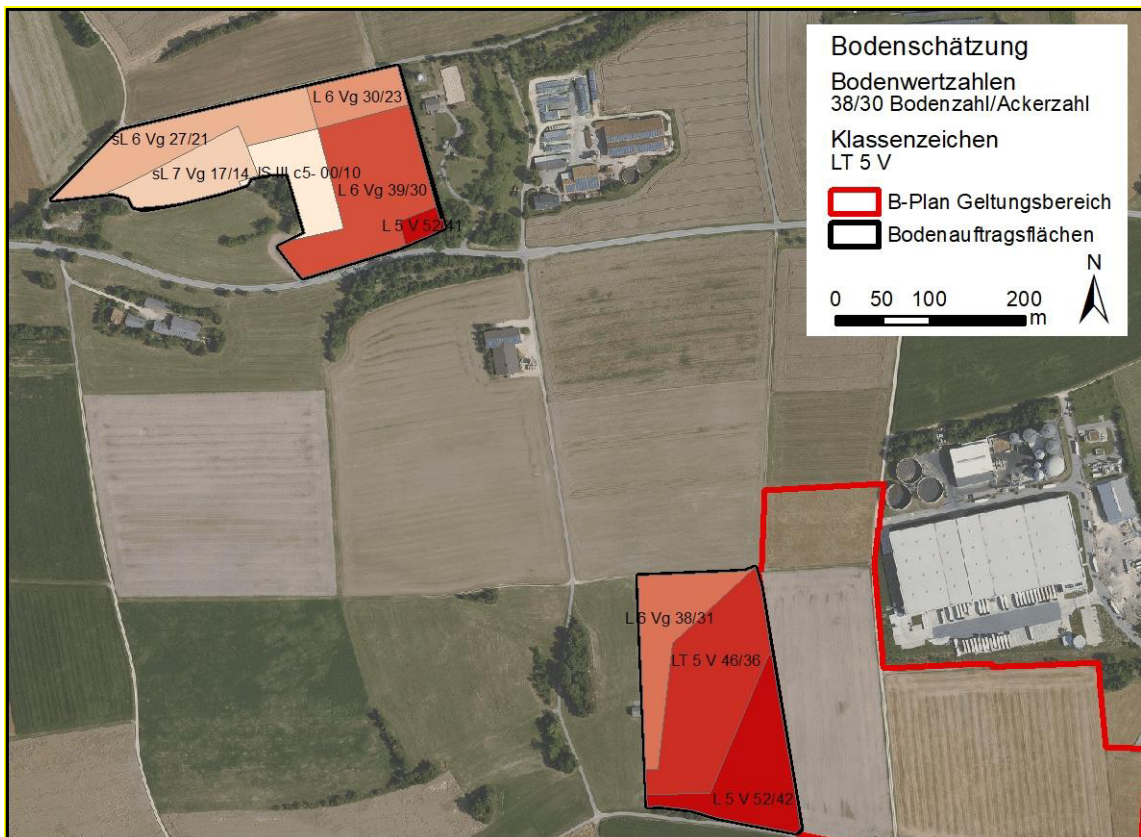 Bodenschätzung
Bodenwertzahlen
38/30 Bodenzahl/Ackerzahl
Klassenzeichen
LT 5 V
B-Plan Geltungsbereich
Bodenauftragsflächen
N
0 50 100 200
m
L 6 Vg 30/23
sL 6 Vg 27/21
sL 7 Vg 17/14 lS III c5- 00/10
L 6 Vg 39/30
L 5 V 52/41
L 6 Vg 38/31
LT 5 V 46/36
L 5 V 52/42